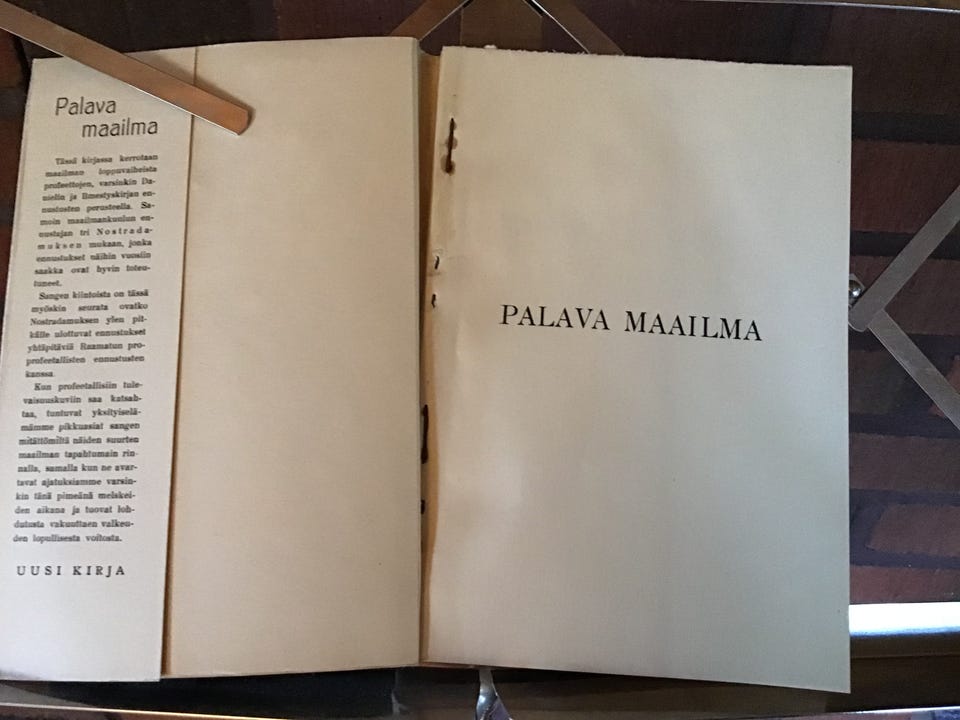 Palava
maailma
Tässä kirjassa kerrotaan
maailman loppuvaiheista
profeettojen, varsinkin Da-
nielin ja Ilmestyskirjan en-
nustusten perusteella. Sa-
moin maailmankuulun en-
nustajan tri Nostrada-
muksen mukaan, jonka
ennustukset näihin vuosiin
saakka ovat hyvin toteu-
tuneet.
Sangen kiintoista on tässä
myöskin seurata ovatko
Nostradamuksen ylen pit-
källe ulottuvat ennustukset
yhtäpitäviä Raamatun pro-
profeetallisten ennustusten
kanssa.
Kun profeetallisiin tule-
vaisuuskuviin saa katsah-
taa, tuntuvat yksityiselä-
mämme pikkuasiat sangen
mitättömiltä näiden suurten
maailman tapahtumain rin-
nalla, samalla kun ne avar-
tavat ajatuksiamme varsin-
kin tänä pimeänä melskei-
den aikana ja tuovat loh-
dutusta vakuuttaen valkeu-
den lopullisesta voitosta.
UUSI KIRJA
PALAVA MAAILMA